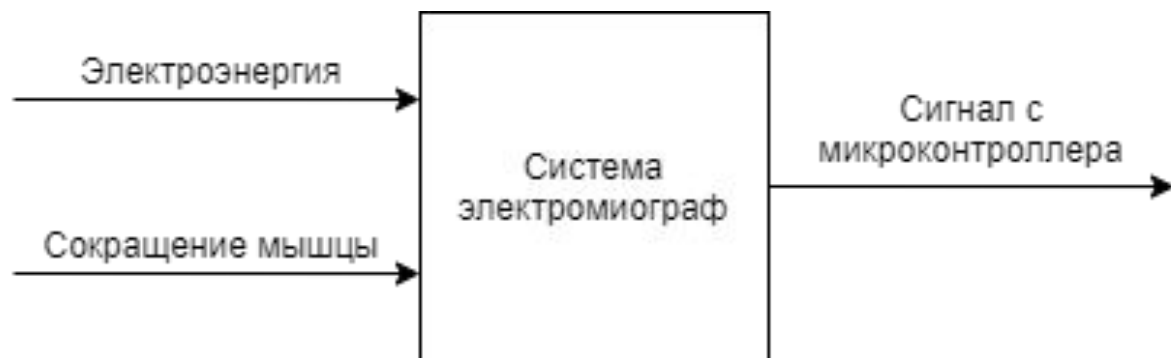 Электроэнергия
Сокращение мышцы
Система
электромиограф
Сигнал с
микроконтроллера